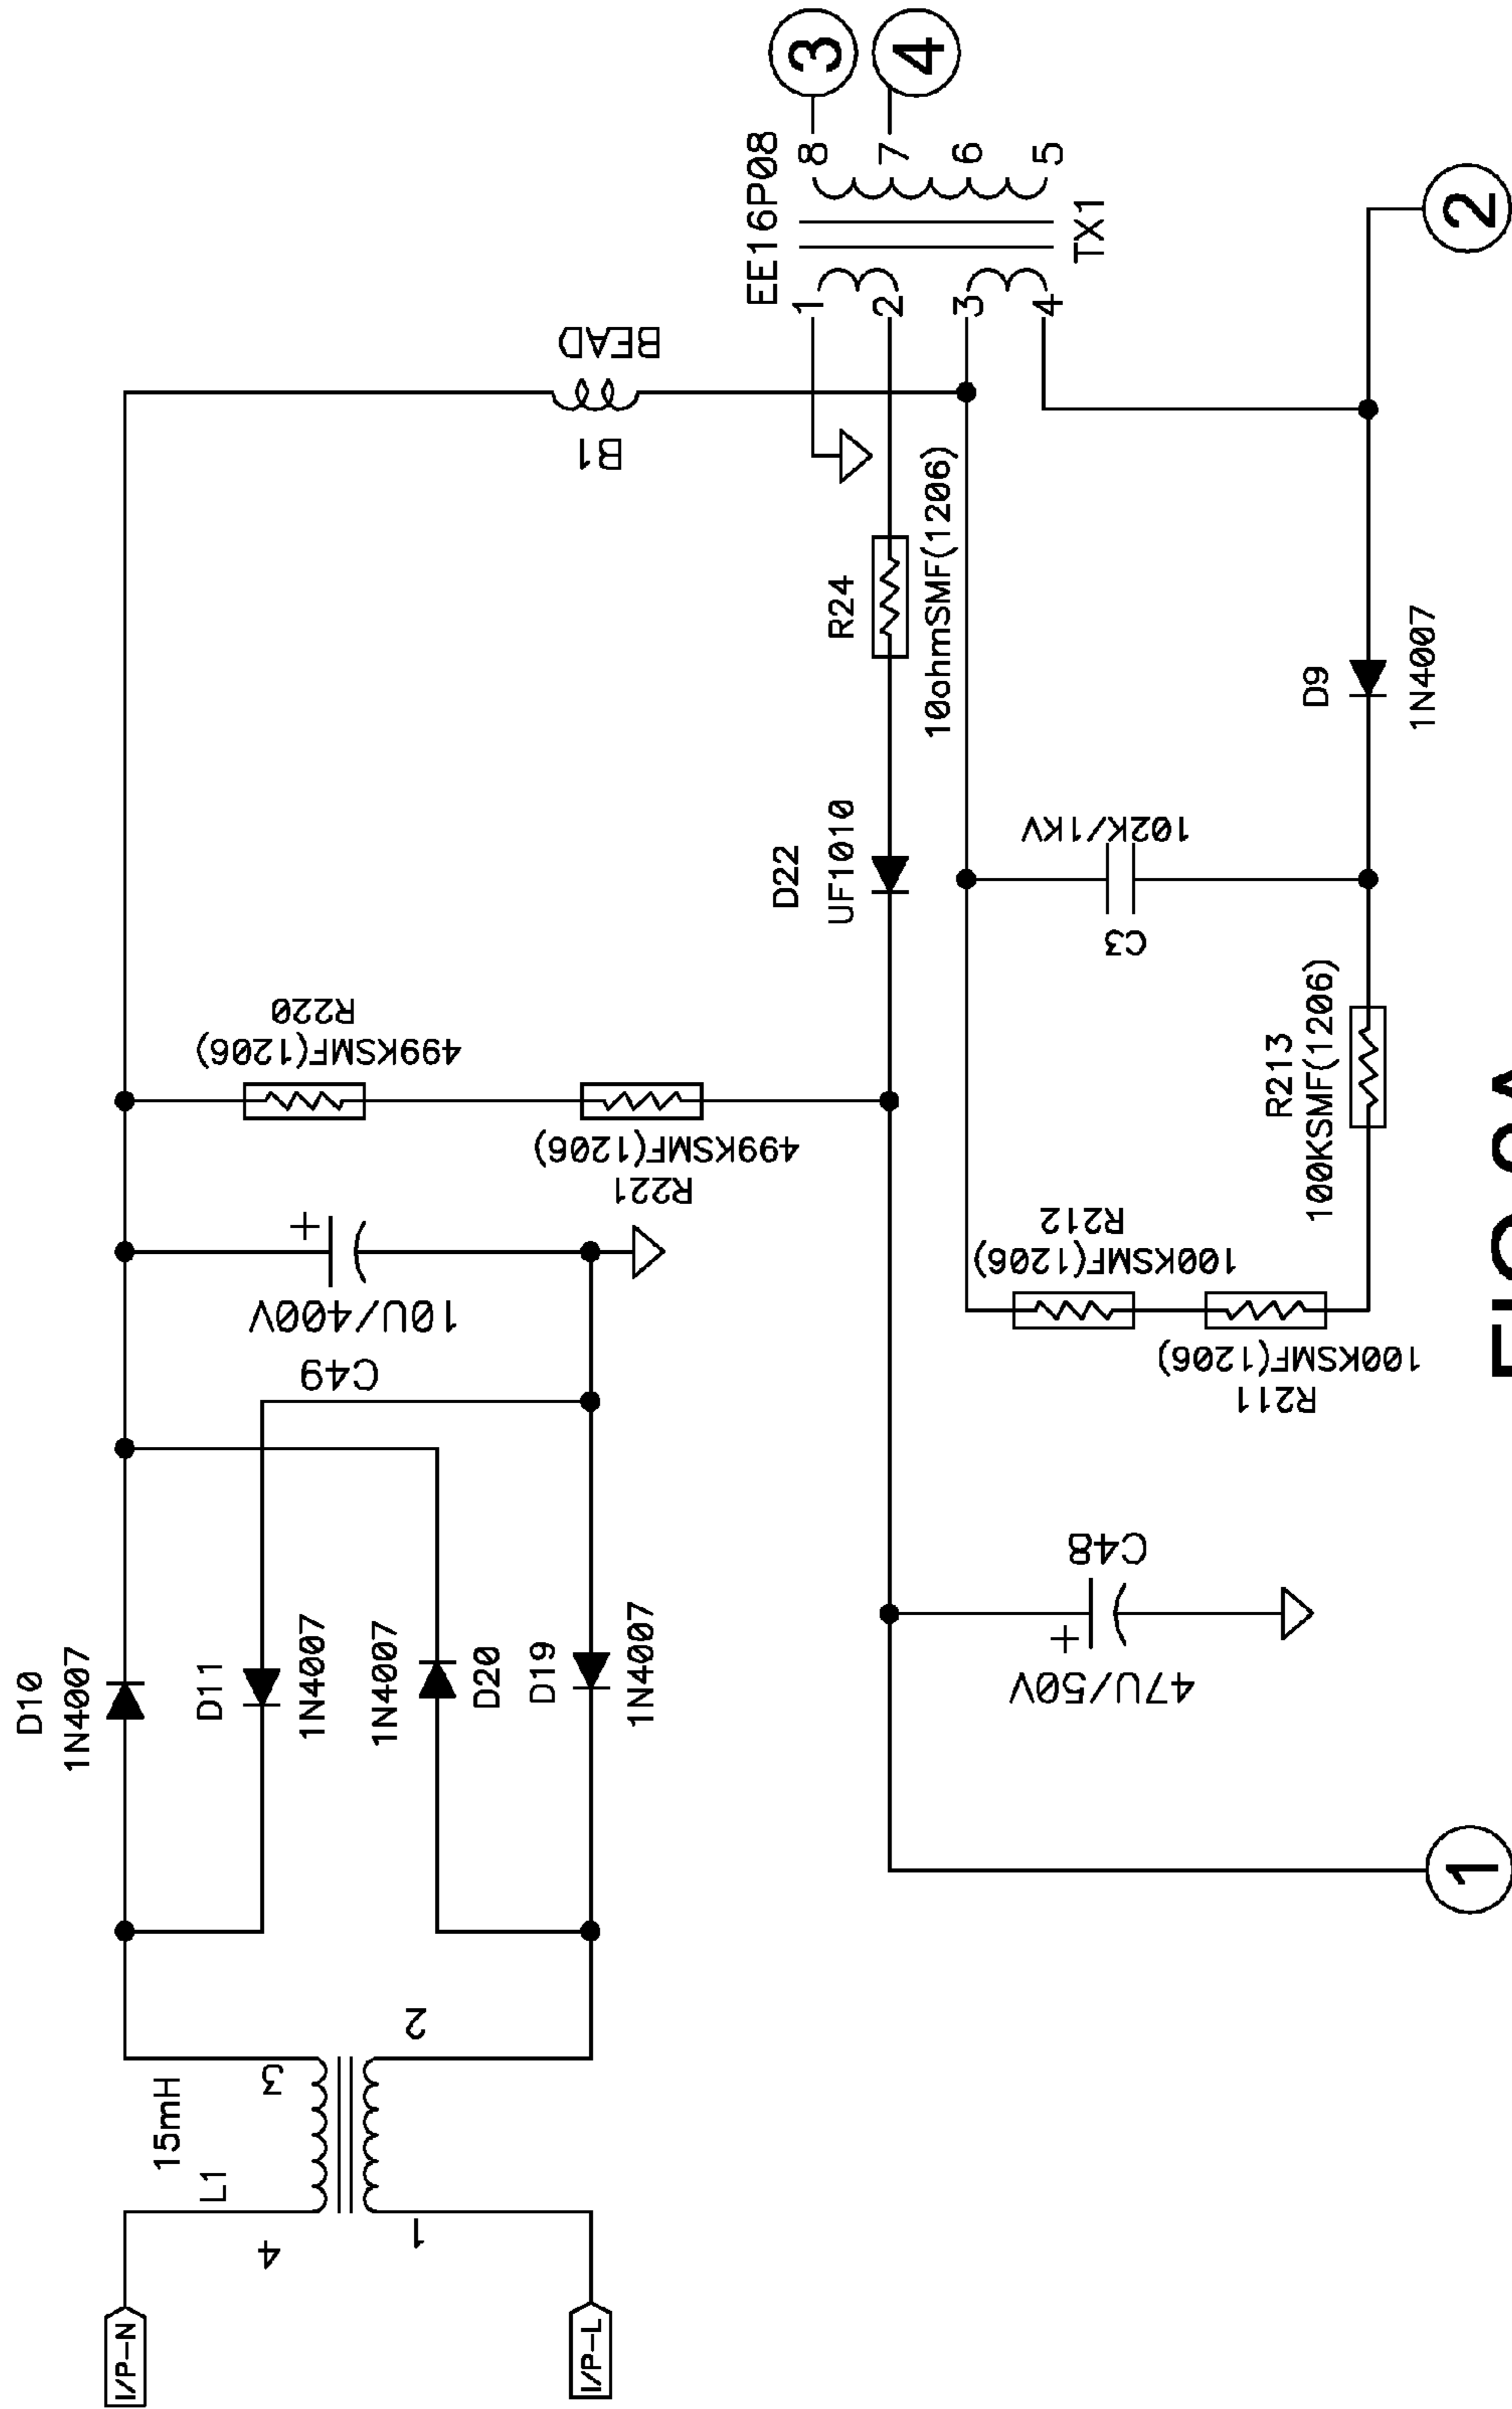 I/P-N
I/P-L
4
1
L1
15mH
3
2
D10
1N4007
D11
1N4007
1N4007
D20
D19
1N4007
C49
10U/400V
+
R220
499KSMF(1206)
499KSMF(1206)
R221
B1
BEAD
D22
UF1010
R24
10ohmSMF(1206)
EE16P08
1
2
3
4
8
7
6
5
TX1
3
4
C48
47U/50V
+
R212
100KSMF(1206)
100KSMF(1206)
R211
R213
100KSMF(1206)
C3
102K/1KV
D9
1N4007
1
2